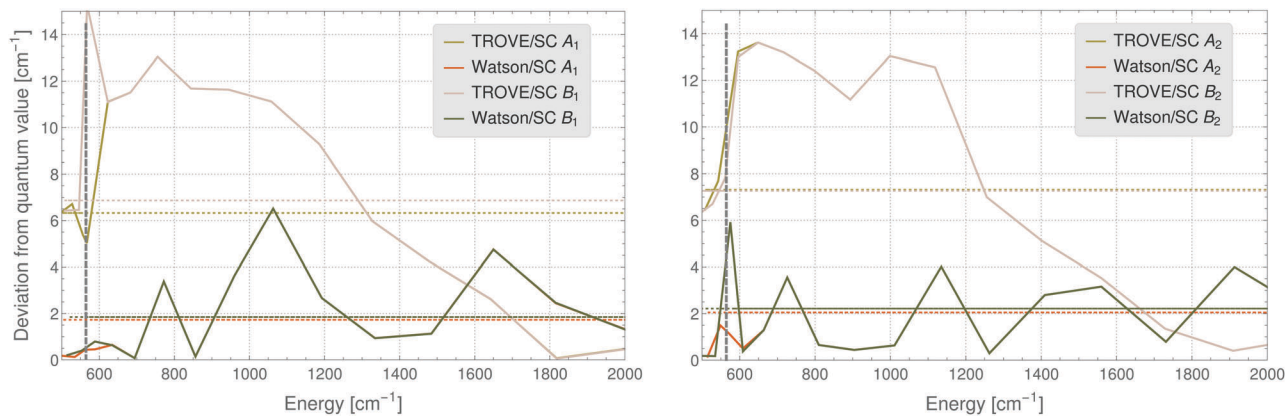 Deviation from quantum value [cm⁻¹]
14
12
10
8
6
4
2
0
600
800
1000
1200
1400
1600
1800
2000
Energy [cm⁻¹]
TROVE/SC A₁
Watson/SC A₁
TROVE/SC B₁
Watson/SC B₁
14
12
10
8
6
4
2
0
600
800
1000
1200
1400
1600
1800
2000
Energy [cm⁻¹]
TROVE/SC A₂
Watson/SC A₂
TROVE/SC B₂
Watson/SC B₂